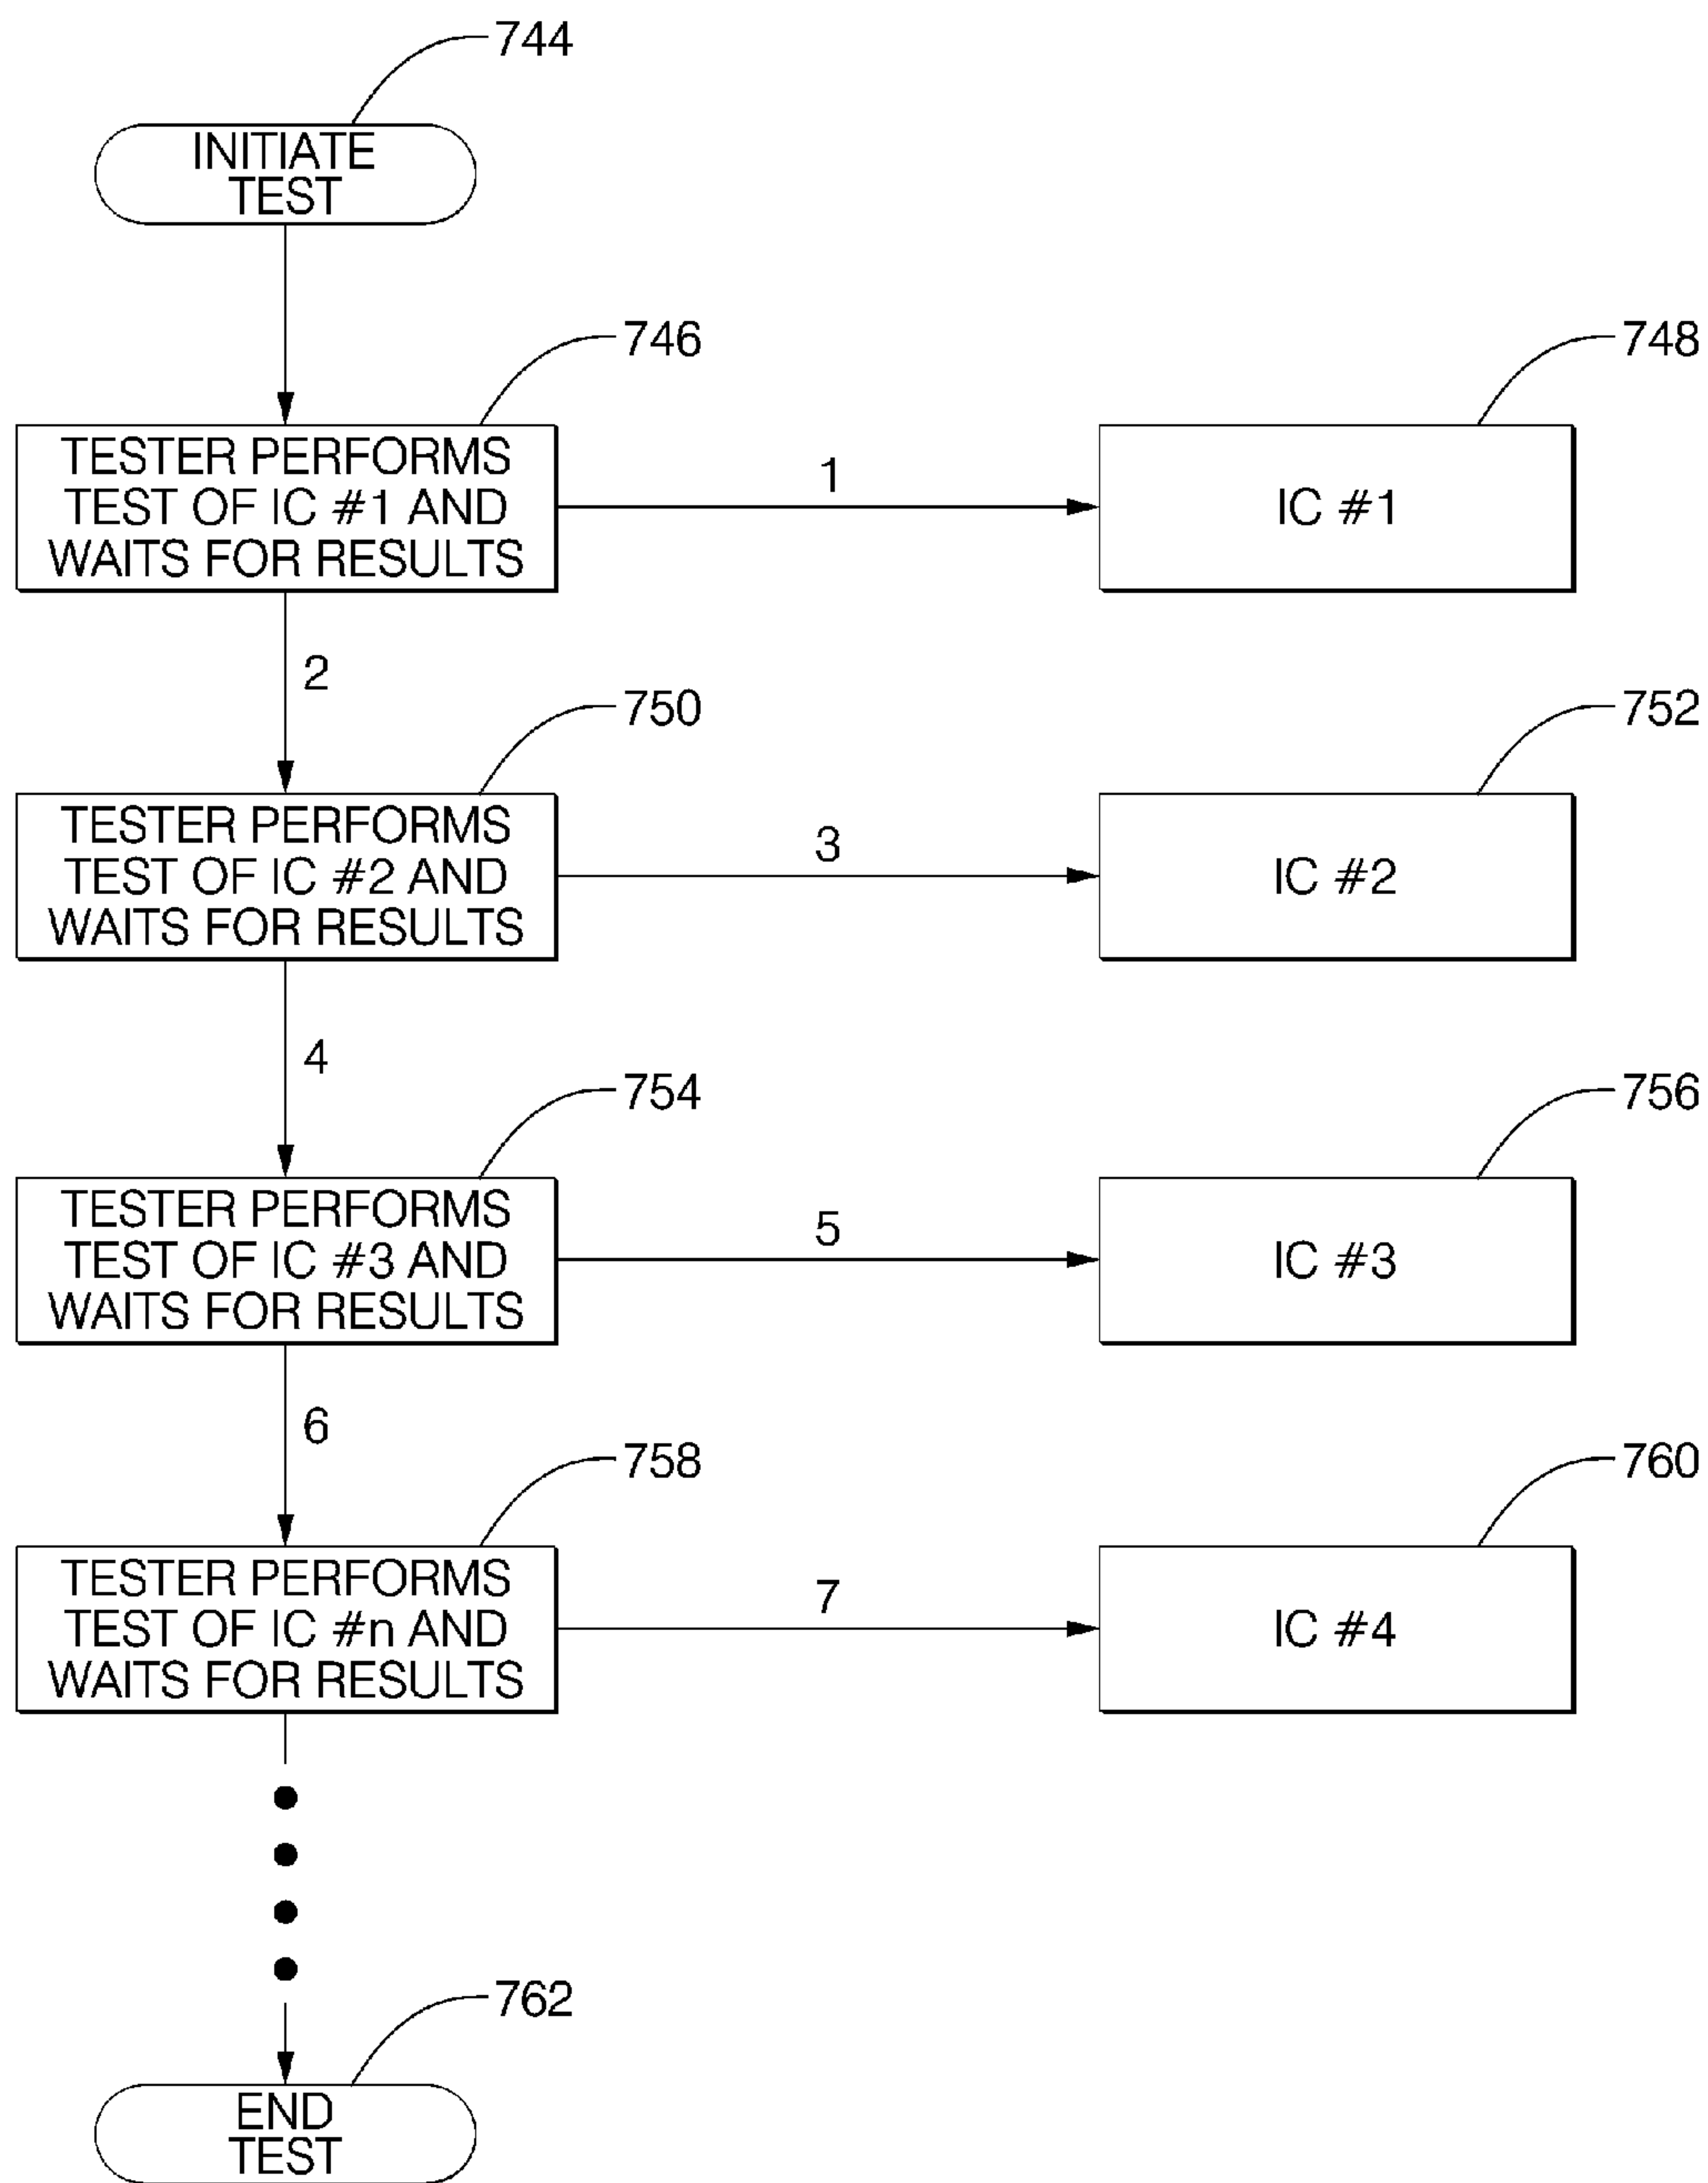 744
INITIATE
TEST
746
748
TESTER PERFORMS
TEST OF IC #1 AND
WAITS FOR RESULTS
1
IC #1
2
750
752
TESTER PERFORMS
TEST OF IC #2 AND
WAITS FOR RESULTS
3
IC #2
4
754
756
TESTER PERFORMS
TEST OF IC #3 AND
WAITS FOR RESULTS
5
IC #3
6
758
760
TESTER PERFORMS
TEST OF IC #n AND
WAITS FOR RESULTS
7
IC #4
762
END
TEST